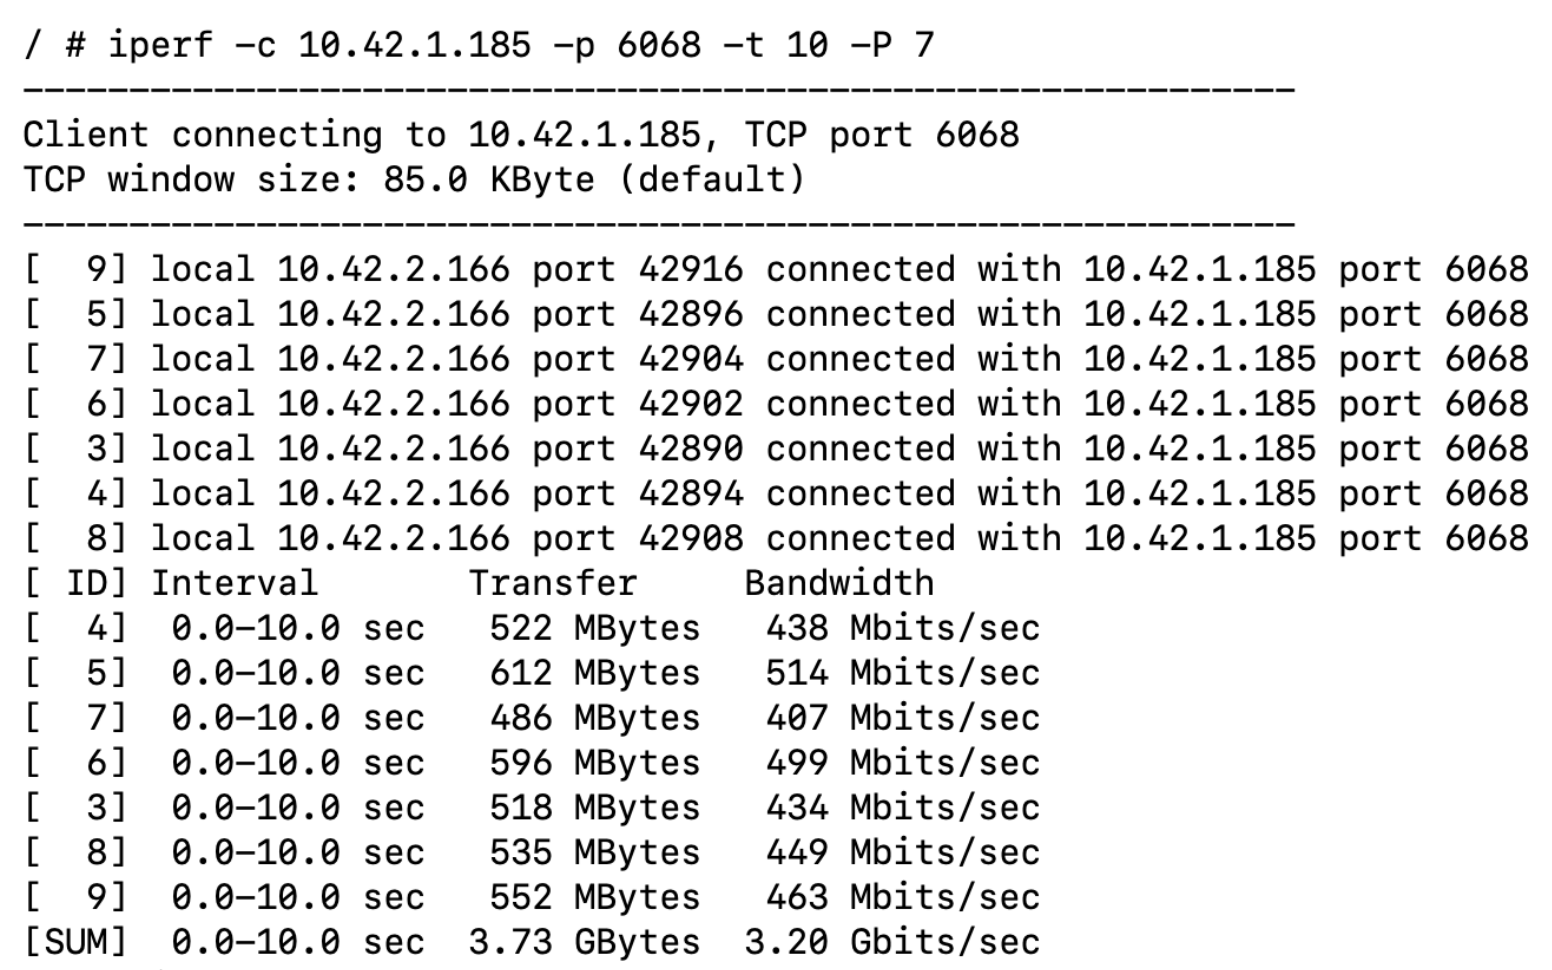 / # iperf -c 10.42.1.185 -p 6068 -t 10 -P 7
------------------------------------------------------------
Client connecting to 10.42.1.185, TCP port 6068
TCP window size: 85.0 KByte (default)
------------------------------------------------------------
[  9] local 10.42.2.166 port 42916 connected with 10.42.1.185 port 6068
[  5] local 10.42.2.166 port 42896 connected with 10.42.1.185 port 6068
[  7] local 10.42.2.166 port 42904 connected with 10.42.1.185 port 6068
[  6] local 10.42.2.166 port 42902 connected with 10.42.1.185 port 6068
[  3] local 10.42.2.166 port 42890 connected with 10.42.1.185 port 6068
[  4] local 10.42.2.166 port 42894 connected with 10.42.1.185 port 6068
[  8] local 10.42.2.166 port 42908 connected with 10.42.1.185 port 6068
[ ID] Interval       Transfer     Bandwidth
[  4]  0.0-10.0 sec   522 MBytes   438 Mbits/sec
[  5]  0.0-10.0 sec   612 MBytes   514 Mbits/sec
[  7]  0.0-10.0 sec   486 MBytes   407 Mbits/sec
[  6]  0.0-10.0 sec   596 MBytes   499 Mbits/sec
[  3]  0.0-10.0 sec   518 MBytes   434 Mbits/sec
[  8]  0.0-10.0 sec   535 MBytes   449 Mbits/sec
[  9]  0.0-10.0 sec   552 MBytes   463 Mbits/sec
[SUM]  0.0-10.0 sec  3.73 GBytes  3.20 Gbits/sec